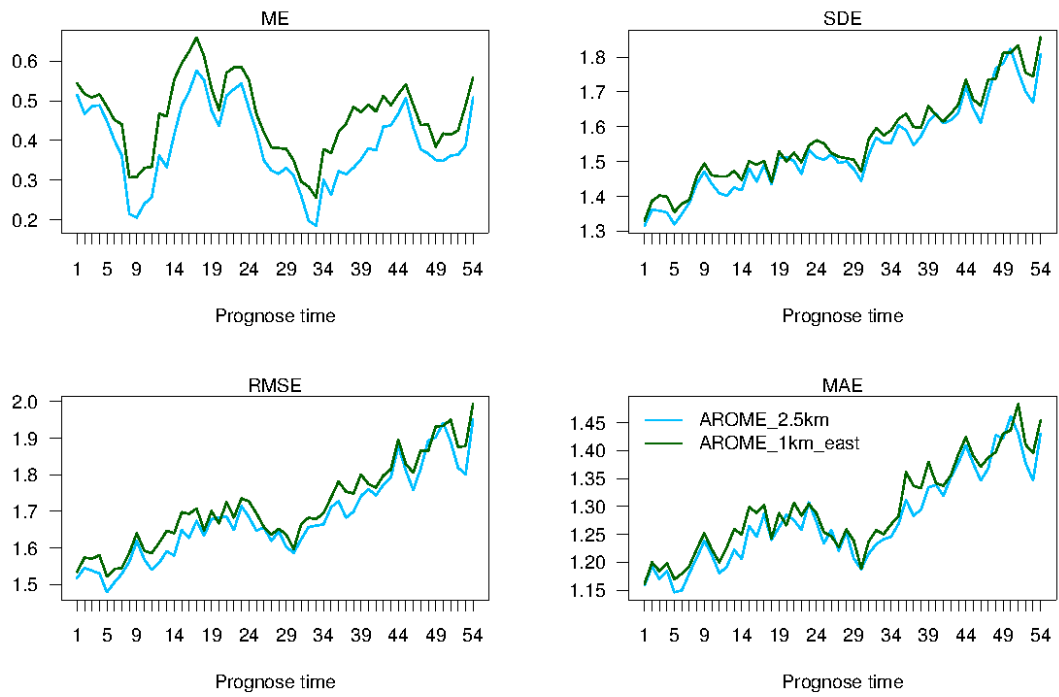 ME
0.6
0.5
0.4
0.3
0.2
1 5 9 14 19 24 29 34 39 44 49 54
Prognose time
SDE
1.8
1.7
1.6
1.5
1.4
1.3
1 5 9 14 19 24 29 34 39 44 49 54
Prognose time
RMSE
2.0
1.9
1.8
1.7
1.6
1.5
1 5 9 14 19 24 29 34 39 44 49 54
Prognose time
MAE
AROME_2.5km
AROME_1km_east
1.45
1.40
1.35
1.30
1.25
1.20
1.15
1 5 9 14 19 24 29 34 39 44 49 54
Prognose time